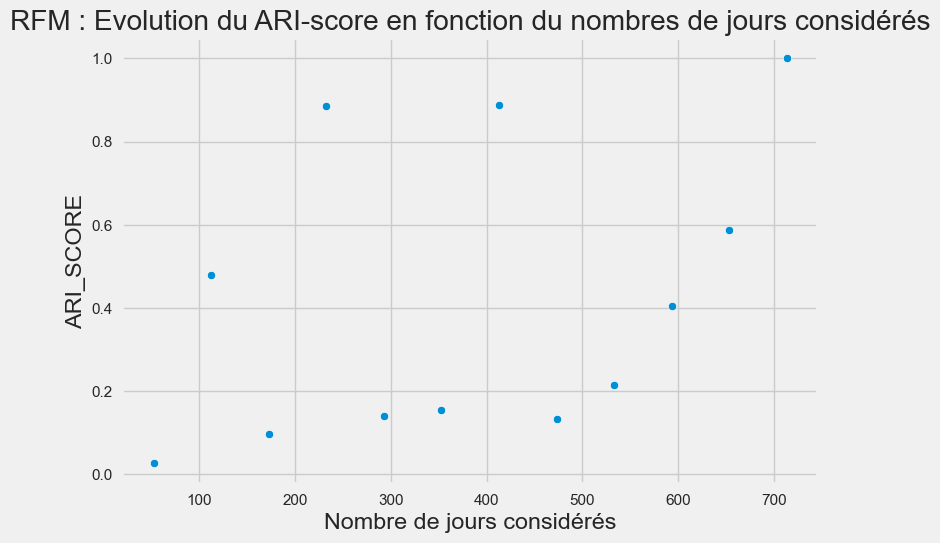 RFM : Evolution du ARI-score en fonction du nombres de jours considérés
1.0
0.8
0.6
0.4
0.2
0.0
ARI_SCORE
100 200 300 400 500 600 700
Nombre de jours considérés